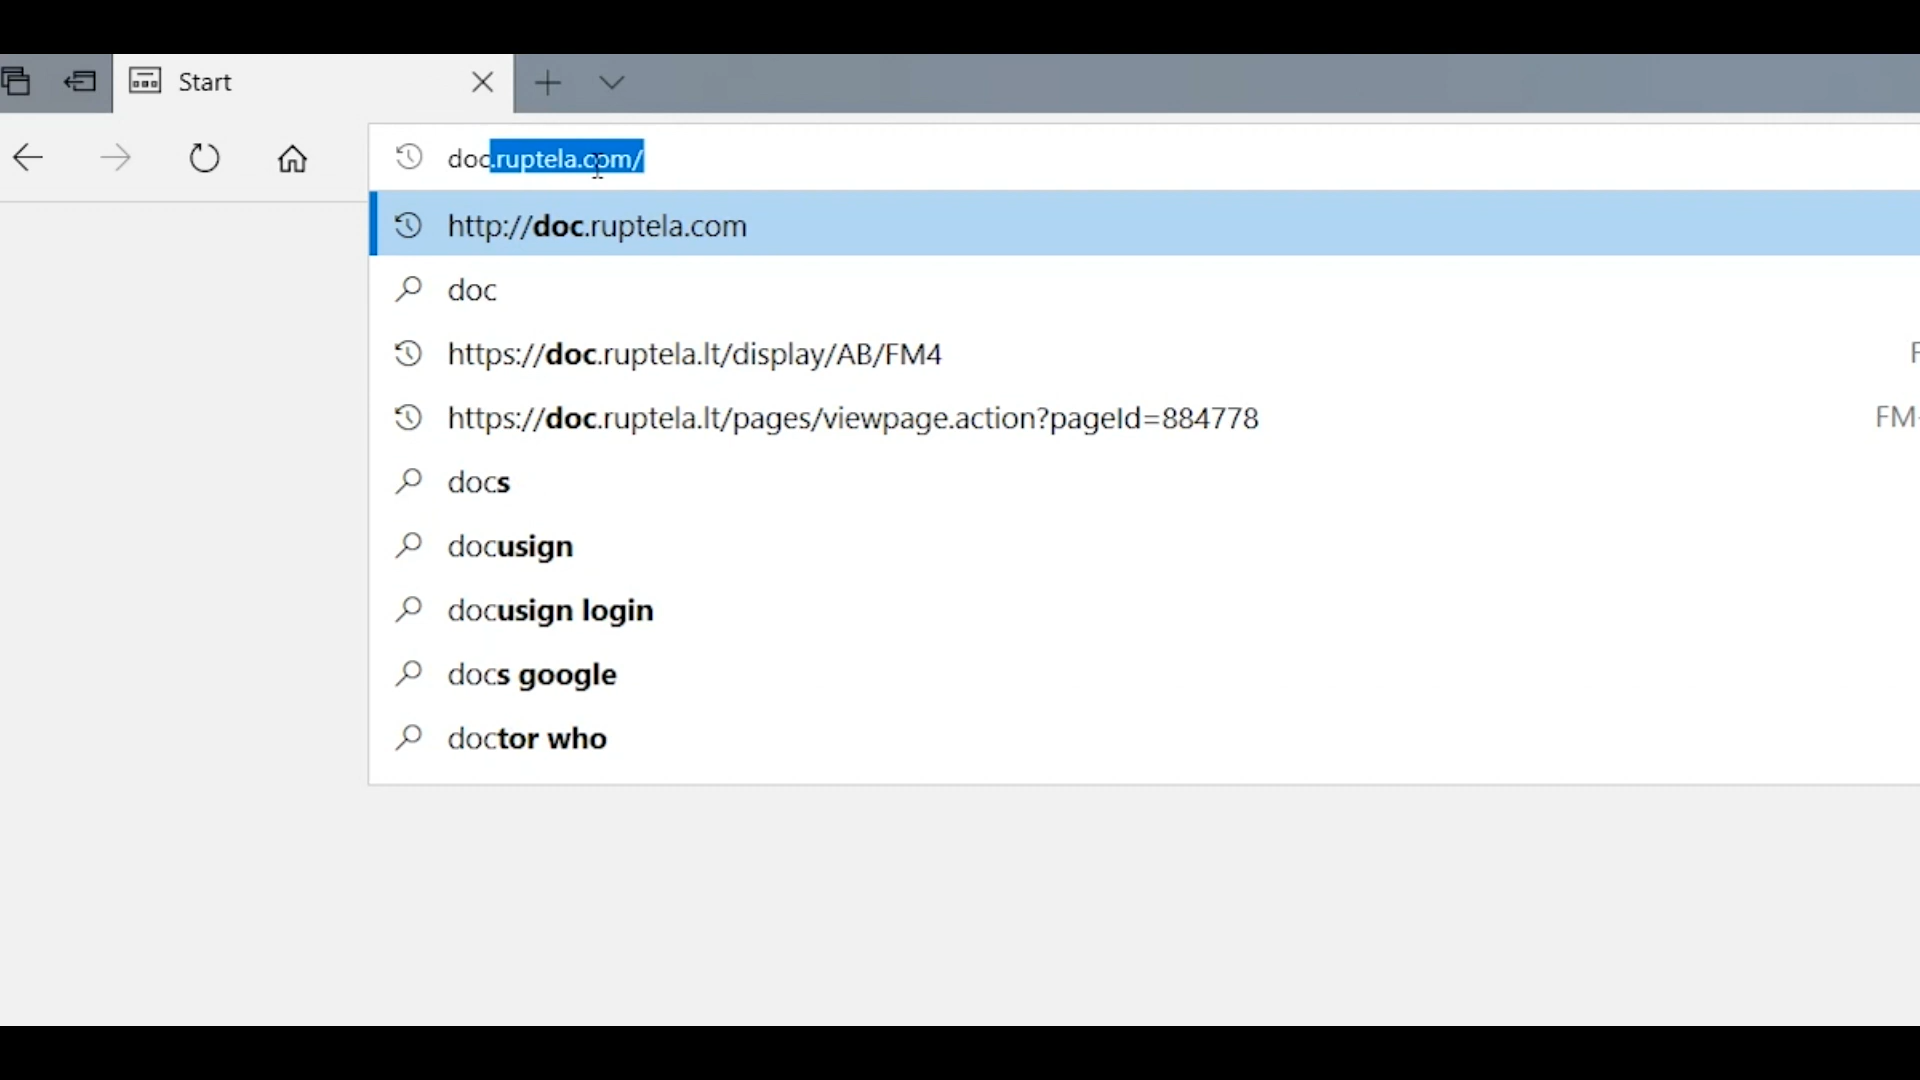 Start
doc.ruptela.com/
http://doc.ruptela.com
doc
https://doc.ruptela.lt/display/AB/FM4
https://doc.ruptela.lt/pages/viewpage.action?pageId=884778
FM-
docs
docusign
docusign login
docs google
doctor who